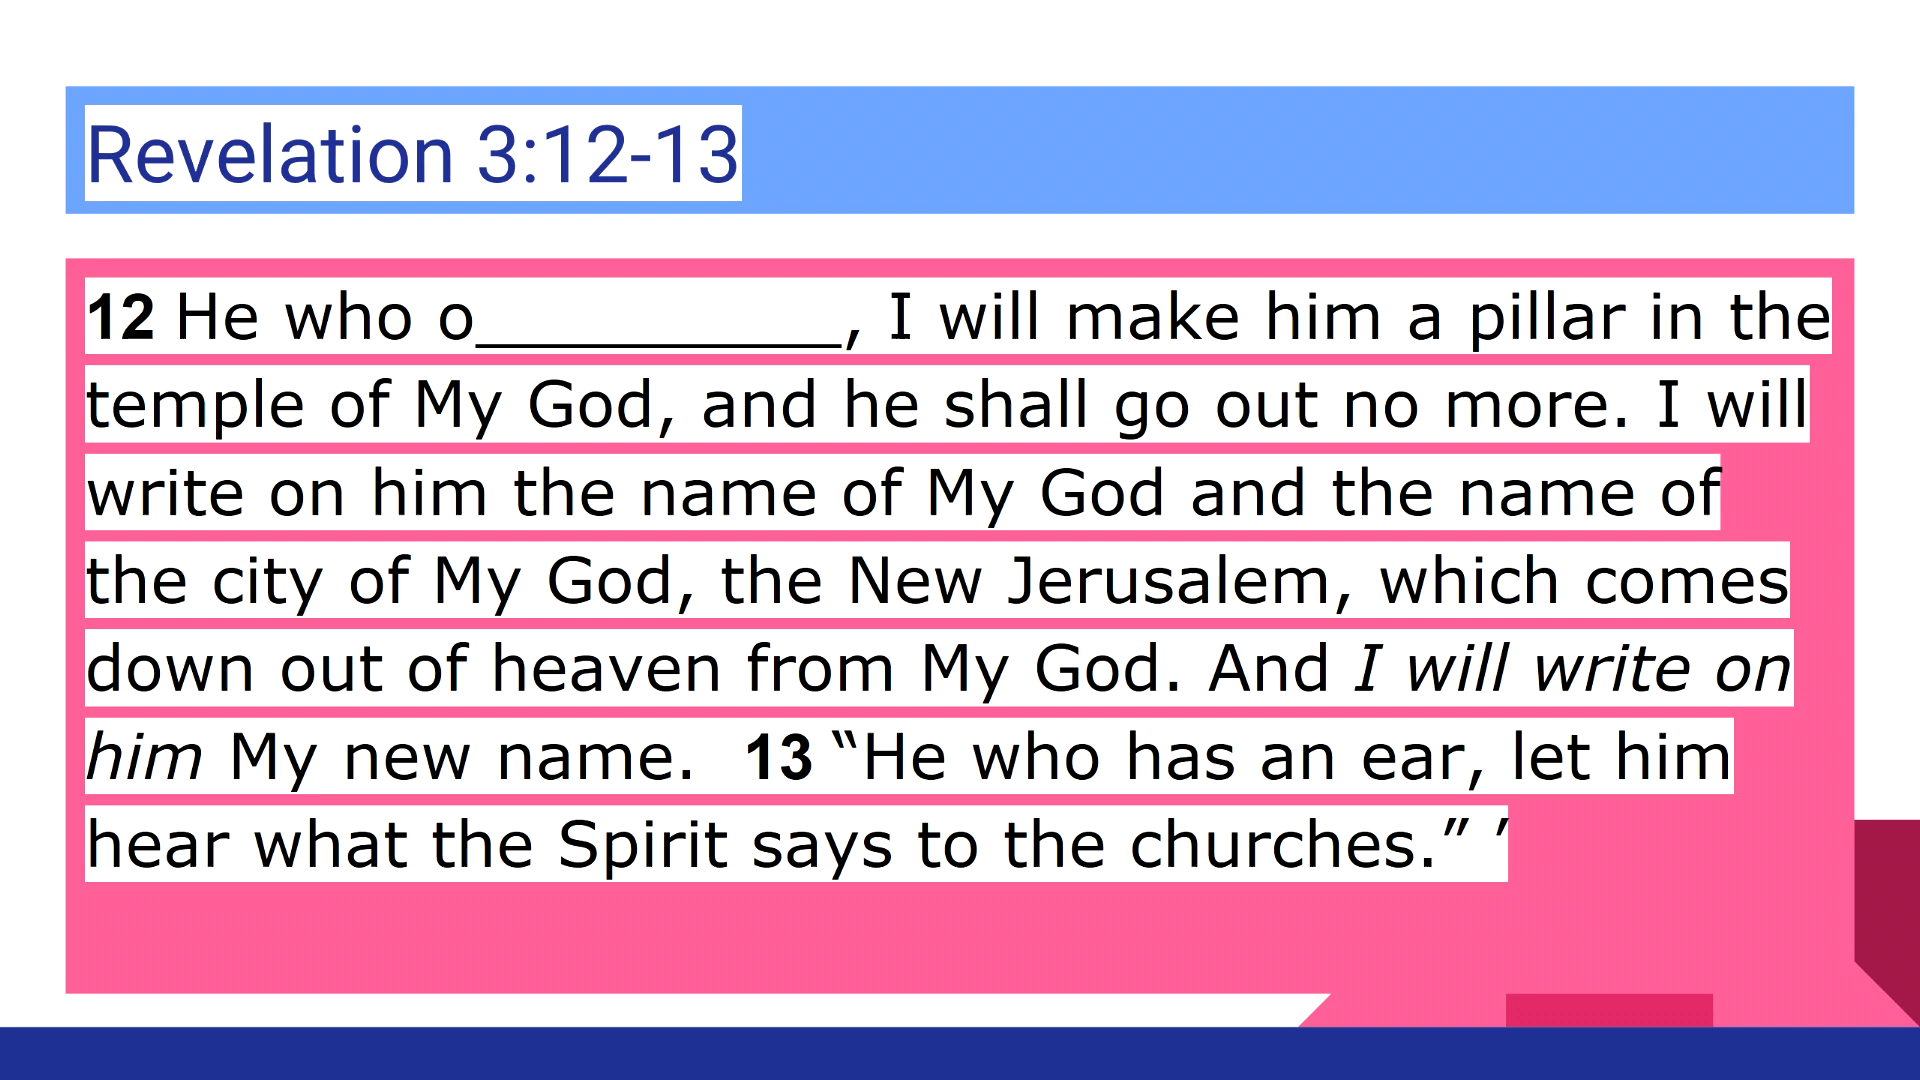 Revelation 3:12-13
12 He who o__________, I will make him a pillar in the
temple of My God, and he shall go out no more. I will
write on him the name of My God and the name of
the city of My God, the New Jerusalem, which comes
down out of heaven from My God. And I will write on
him My new name.  13 “He who has an ear, let him
hear what the Spirit says to the churches.” ’